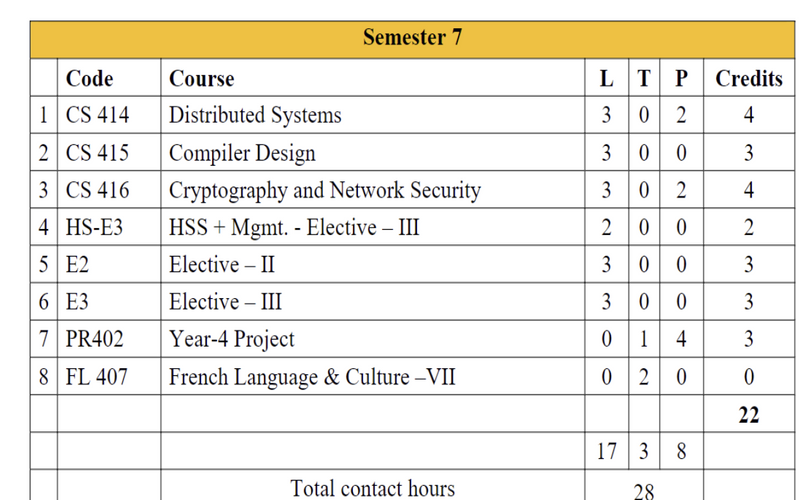 Semester 7
Code Course L T P Credits
1 CS 414 Distributed Systems 3 0 2 4
2 CS 415 Compiler Design 3 0 0 3
3 CS 416 Cryptography and Network Security 3 0 2 4
4 HS-E3 HSS + Mgmt. - Elective – III 2 0 0 2
5 E2 Elective – II 3 0 0 3
6 E3 Elective – III 3 0 0 3
7 PR402 Year-4 Project 0 1 4 3
8 FL 407 French Language & Culture –VII 0 2 0 0
22
17 3 8
Total contact hours 28